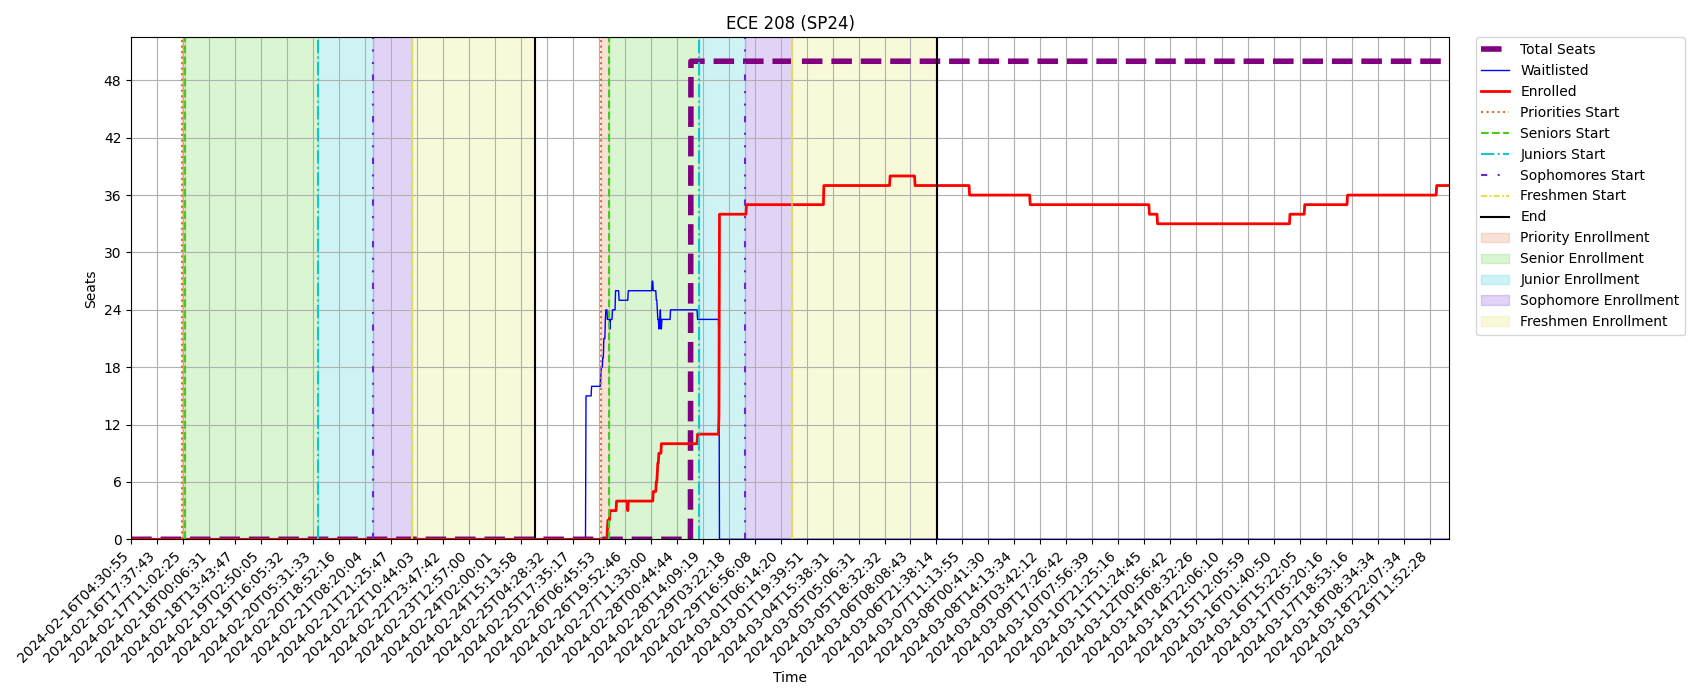 ECE 208 (SP24)
Total Seats
Waitlisted
Enrolled
Priorities Start
Seniors Start
Juniors Start
Sophomores Start
Freshmen Start
End
Priority Enrollment
Senior Enrollment
Junior Enrollment
Sophomore Enrollment
Freshmen Enrollment
Seats
48
42
36
30
24
18
12
6
0
2024-02-16T04:30:55
2024-02-16T17:37:43
2024-02-17T11:02:25
2024-02-18T00:06:31
2024-02-18T13:43:47
2024-02-19T02:50:05
2024-02-19T16:05:32
2024-02-20T05:31:33
2024-02-20T18:52:16
2024-02-21T08:20:04
2024-02-21T21:25:47
2024-02-22T10:44:03
2024-02-22T23:47:42
2024-02-23T12:57:00
2024-02-24T02:00:01
2024-02-24T15:13:58
2024-02-25T04:28:32
2024-02-25T17:35:17
2024-02-26T06:45:53
2024-02-26T19:52:46
2024-02-27T11:33:00
2024-02-28T00:44:44
2024-02-28T14:09:19
2024-02-29T03:22:18
2024-02-29T16:56:08
2024-03-01T06:14:20
2024-03-01T19:39:51
2024-03-04T15:38:31
2024-03-05T05:06:31
2024-03-05T18:32:32
2024-03-06T08:08:43
2024-03-06T21:38:14
2024-03-07T11:13:55
2024-03-08T00:41:30
2024-03-08T14:13:34
2024-03-09T03:42:12
2024-03-09T17:26:42
2024-03-10T07:56:39
2024-03-10T21:25:16
2024-03-11T11:24:45
2024-03-12T00:56:42
2024-03-14T08:32:26
2024-03-14T22:06:10
2024-03-15T12:05:59
2024-03-16T01:40:50
2024-03-16T15:22:05
2024-03-17T05:20:16
2024-03-17T18:53:16
2024-03-18T08:34:34
2024-03-18T22:07:34
2024-03-19T11:52:28
Time